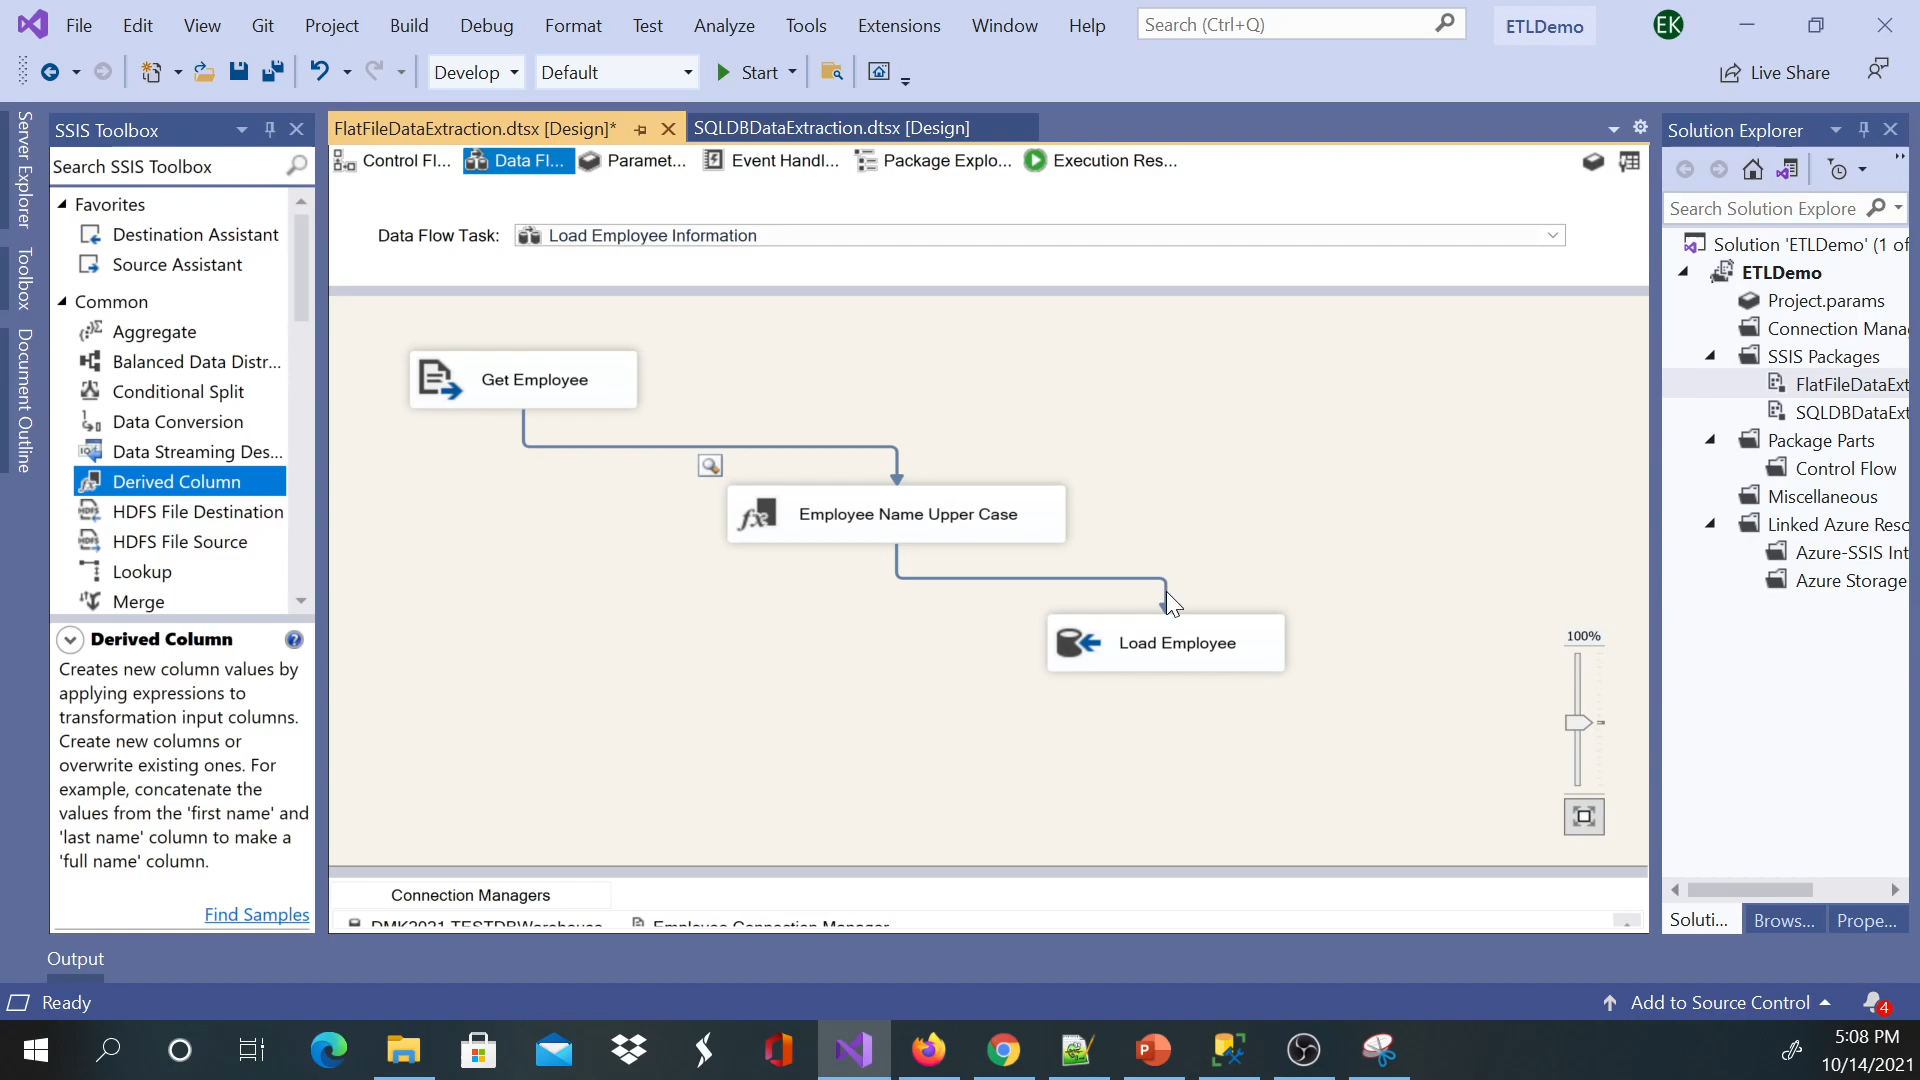 File Edit View Git Project Build Debug Format Test Analyze Tools Extensions Window Help Search (Ctrl+Q) ETLDemo EK
Develop Default Start Live Share
Server Explorer
Toolbox
Document Outline
SSIS Toolbox
Search SSIS Toolbox
Favorites
Destination Assistant
Source Assistant
Common
Aggregate
Balanced Data Distr...
Conditional Split
Data Conversion
Data Streaming Des...
Derived Column
HDFS File Destination
HDFS File Source
Lookup
Merge
Derived Column
Creates new column values by
applying expressions to
transformation input columns.
Create new columns or
overwrite existing ones. For
example, concatenate the
values from the 'first name' and
'last name' column to make a
'full name' column.
Find Samples
FlatFileDataExtraction.dtsx [Design]* SQLDBDataExtraction.dtsx [Design]
Control Fl... Data Fl... Paramet... Event Handl... Package Explo... Execution Res...
Data Flow Task: Load Employee Information
Get Employee
Employee Name Upper Case
Load Employee
100%
Connection Managers
DMK2021.TESTDBWarehouse Employee Connection Manager
Solution Explorer
Search Solution Explore
Solution 'ETLDemo' (1 of
ETLDemo
Project.params
Connection Mana
SSIS Packages
FlatFileDataExt
SQLDBDataExt
Package Parts
Control Flow
Miscellaneous
Linked Azure Reso
Azure-SSIS Int
Azure Storage
Soluti... Brows... Prope...
Output
Ready Add to Source Control 4
5:08 PM
10/14/2021